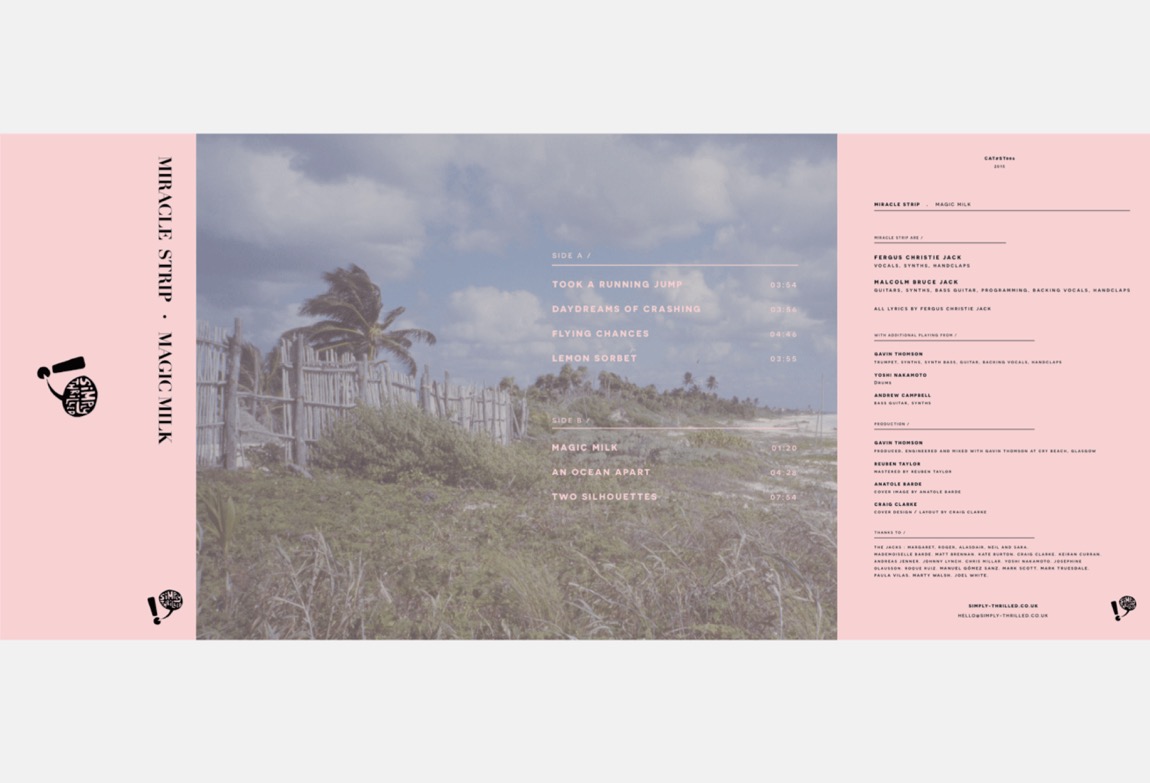 SIMPLY THRILLED
MIRACLE STRIP • MAGIC MILK
SIMPLY THRILLED
SIDE A /
TOOK A RUNNING JUMP 03:54
DAYDREAMS OF CRASHING 03:56
FLYING CHANCES 04:46
LEMON SORBET 03:55
SIDE B /
MAGIC MILK 01:20
AN OCEAN APART 04:28
TWO SILHOUETTES 07:54
2015
MIRACLE STRIP . MAGIC MILK
MIRACLE STRIP ARE /
FERGUS CHRISTIE JACK
VOCALS, SYNTHS, HANDCLAPS
MALCOLM BRUCE JACK
GUITARS, SYNTHS, BASS GUITAR, PROGRAMMING, BACKING VOCALS, HANDCLAPS
ALL LYRICS BY FERGUS CHRISTIE JACK
WITH ADDITIONAL PLAYING FROM /
GAVIN THOMSON
TRUMPET, SYNTHS, SYNTH BASS, GUITAR, BACKING VOCALS, HANDCLAPS
YOSHI NAKAMOTO
DRUMS
ANDREW CAMPBELL
BASS GUITAR, SYNTHS
PRODUCTION /
GAVIN THOMSON
PRODUCED, ENGINEERED AND MIXED WITH GAVIN THOMSON AT CRY BEACH, GLASGOW
REUBEN TAYLOR
MASTERED BY REUBEN TAYLOR
ANATOLE BARDE
COVER IMAGE BY ANATOLE BARDE
CRAIG CLARKE
COVER DESIGN / LAYOUT BY CRAIG CLARKE
THANKS TO /
THE JACKS : MARGARET, ROGER, ALASDAIR, NEIL AND SARA.
MADEMOISELLE BARDE. MATT BRENNAN. KATE BURTON. CRAIG CLARKE. KEIRAN CURRAN.
ANDREAS JENNER. JOHNNY LYNCH. CHRIS MILLAR. YOSHI NAKAMOTO. JOSEPHINE
OLAUSSON. ROQUE RUIZ. MANUEL GÓMEZ SANZ. MARK SCOTT. MARK TRUESDALE.
PAULA VILAS. MARTY WALSH. JOEL WHITE.
SIMPLY-THRILLED.CO.UK
HELLO@SIMPLY-THRILLED.CO.UK
SIMPLY THRILLED